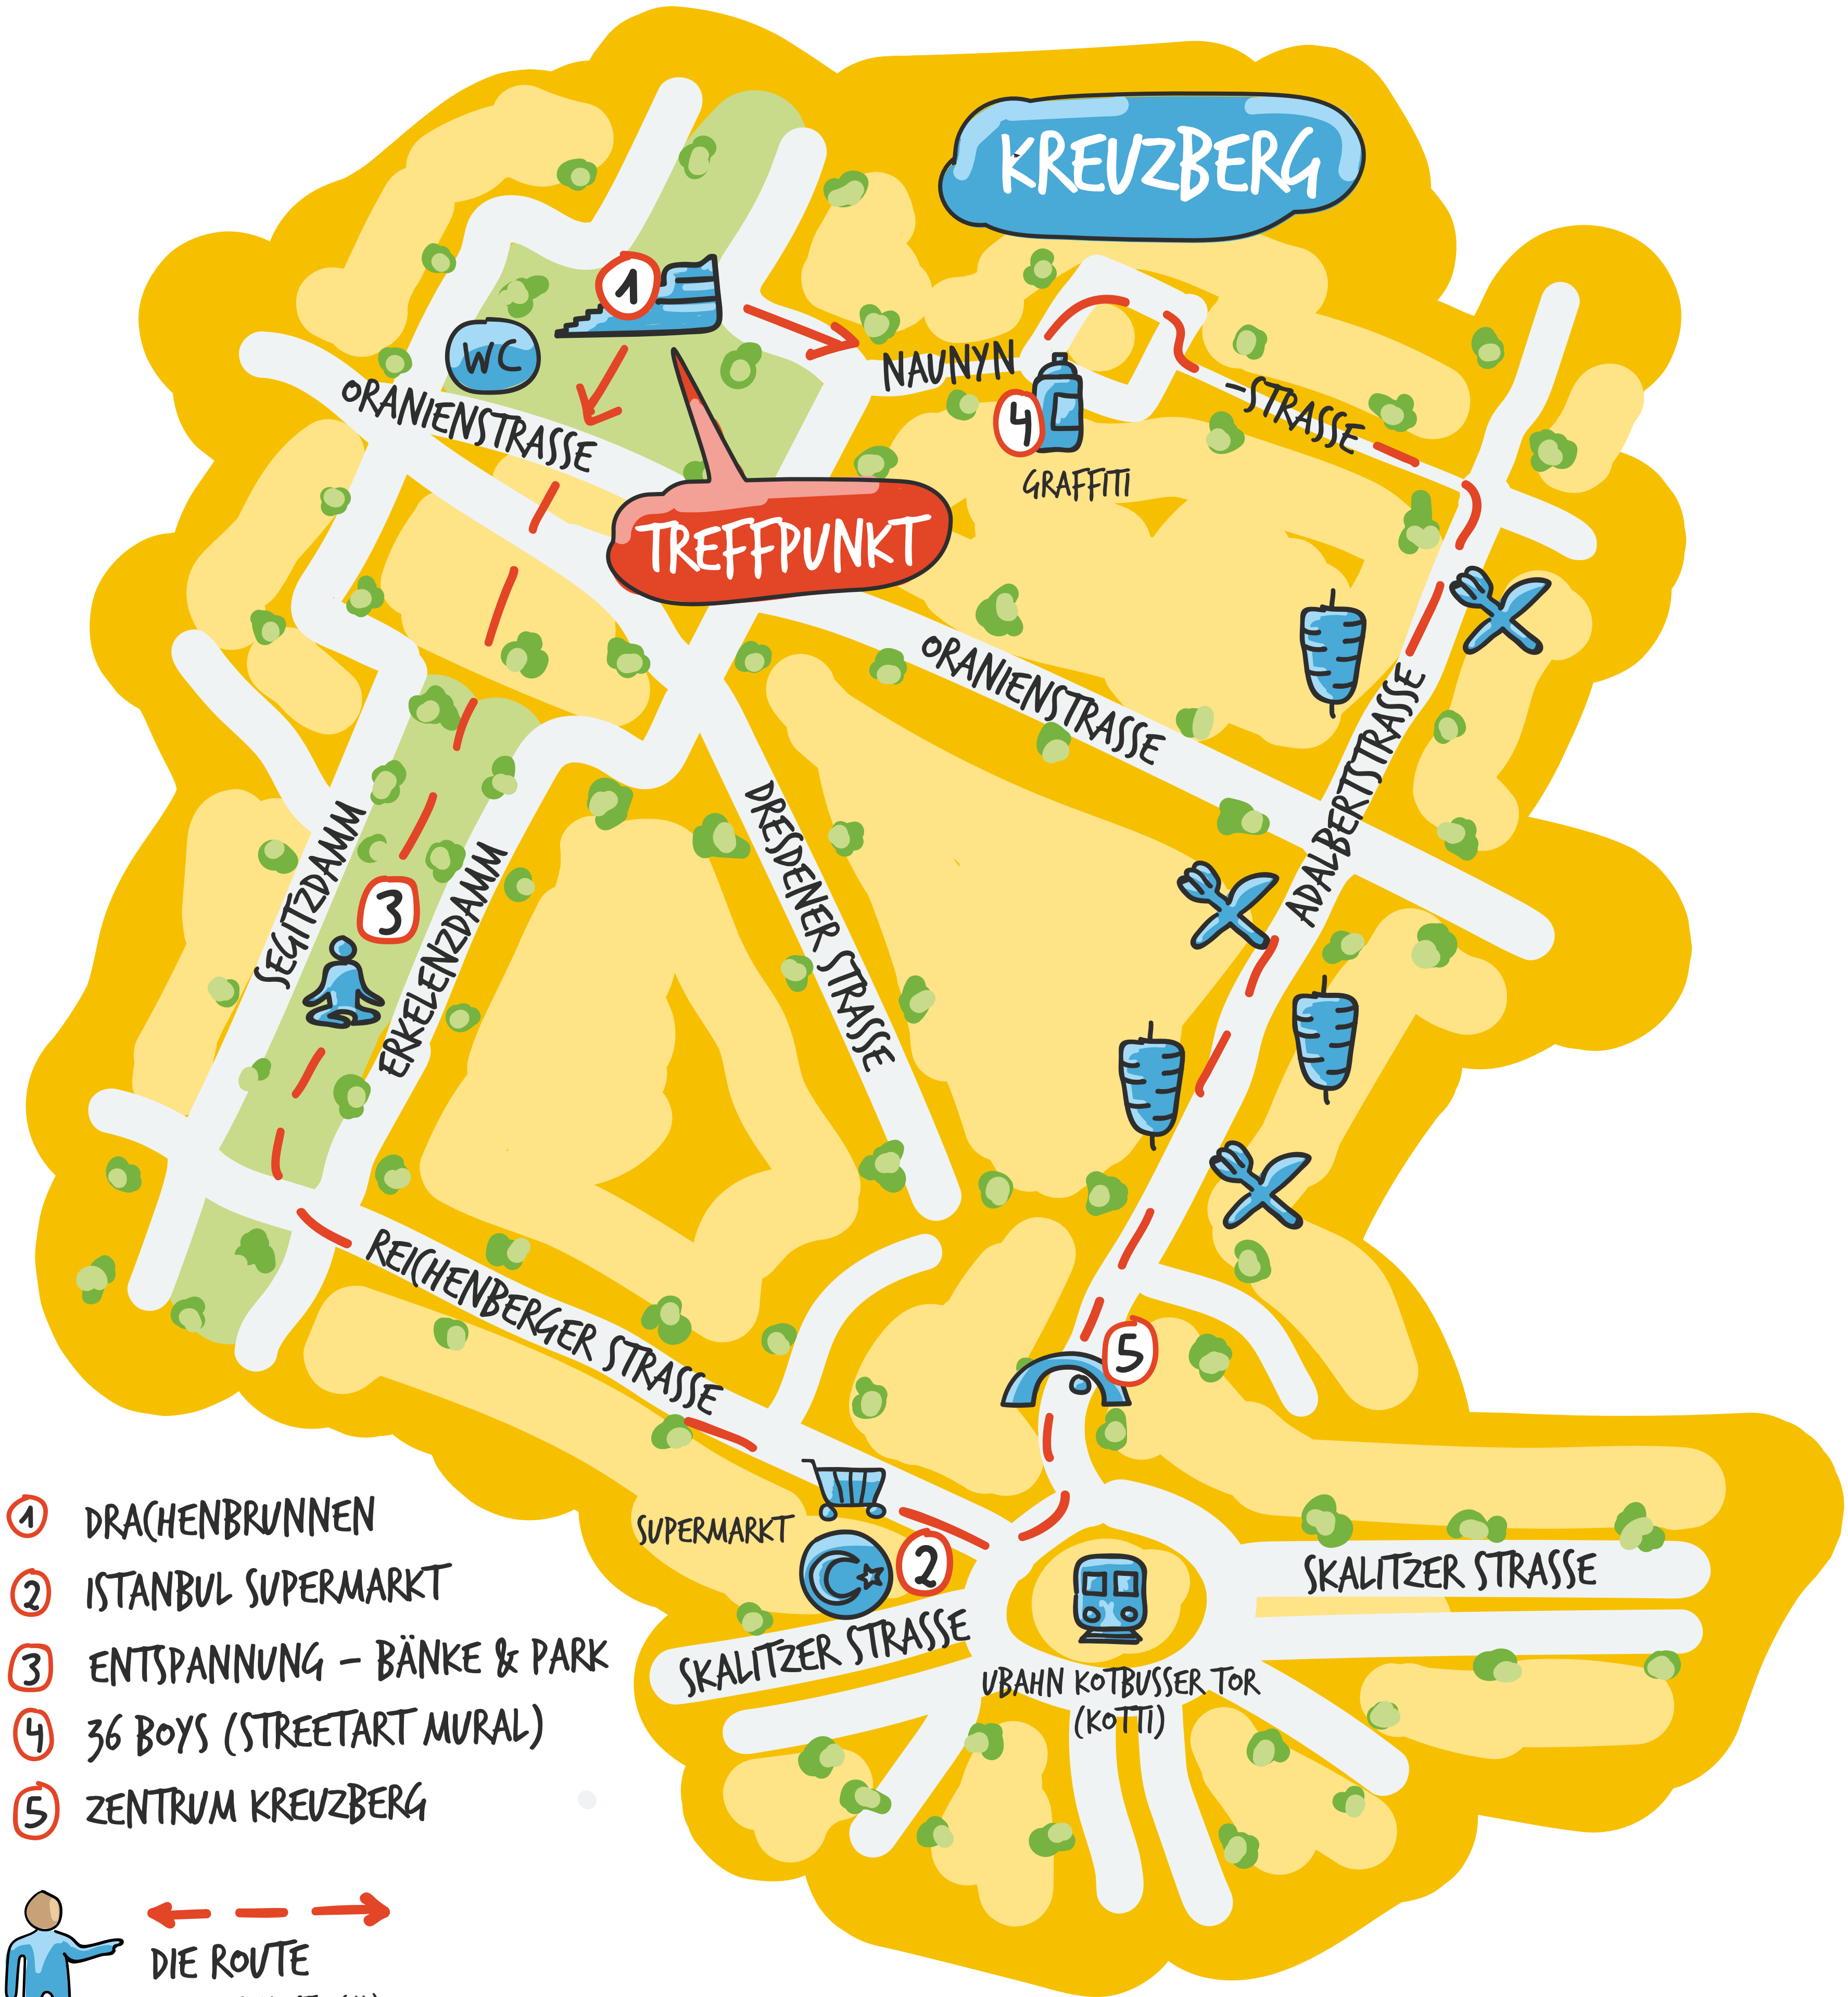 KREUZBERG
1
WC
ORANIENSTRASSE
NAUNYN
-STRASSE
4
GRAFFITTI
TREFFPUNKT
ORANIENSTRASSE
ADALBERTSTRASSE
DRESDENER STRASSE
SEGITZDAMM
3
ERKELENZDAMM
REICHENBERGER STRASSE
5
SUPERMARKT
2
SKALITZER STRASSE
SKALITZER STRASSE
UBAHN KOTBUSSER TOR
(KOTTI)
1 DRACHENBRUNNEN
2 ISTANBUL SUPERMARKT
3 ENTSPANNUNG – BÄNKE & PARK
4 36 BOYS (STREETART MURAL)
5 ZENTRUM KREUZBERG
DIE ROUTE